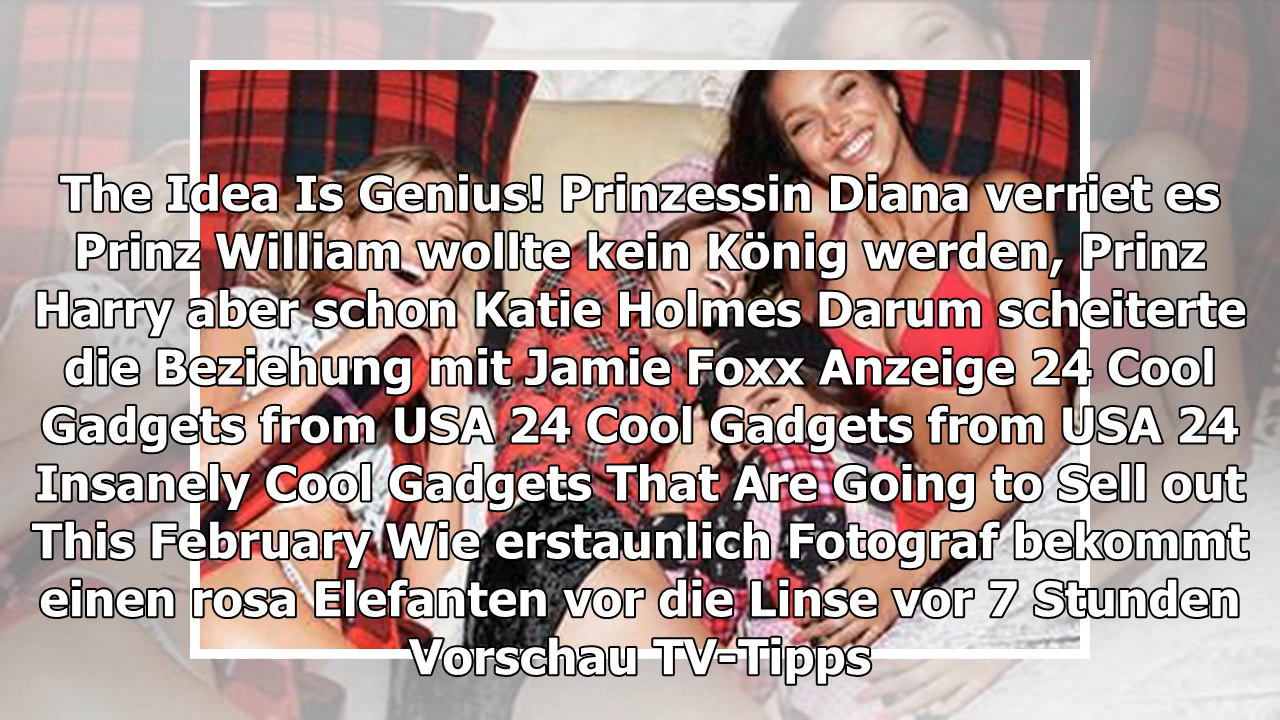 The Idea Is Genius! Prinzessin Diana verriet es
Prinz William wollte kein König werden, Prinz
Harry aber schon Katie Holmes Darum scheiterte
die Beziehung mit Jamie Foxx Anzeige 24 Cool
Gadgets from USA 24 Cool Gadgets from USA 24
Insanely Cool Gadgets That Are Going to Sell out
This February Wie erstaunlich Fotograf bekommt
einen rosa Elefanten vor die Linse vor 7 Stunden
Vorschau TV-Tipps